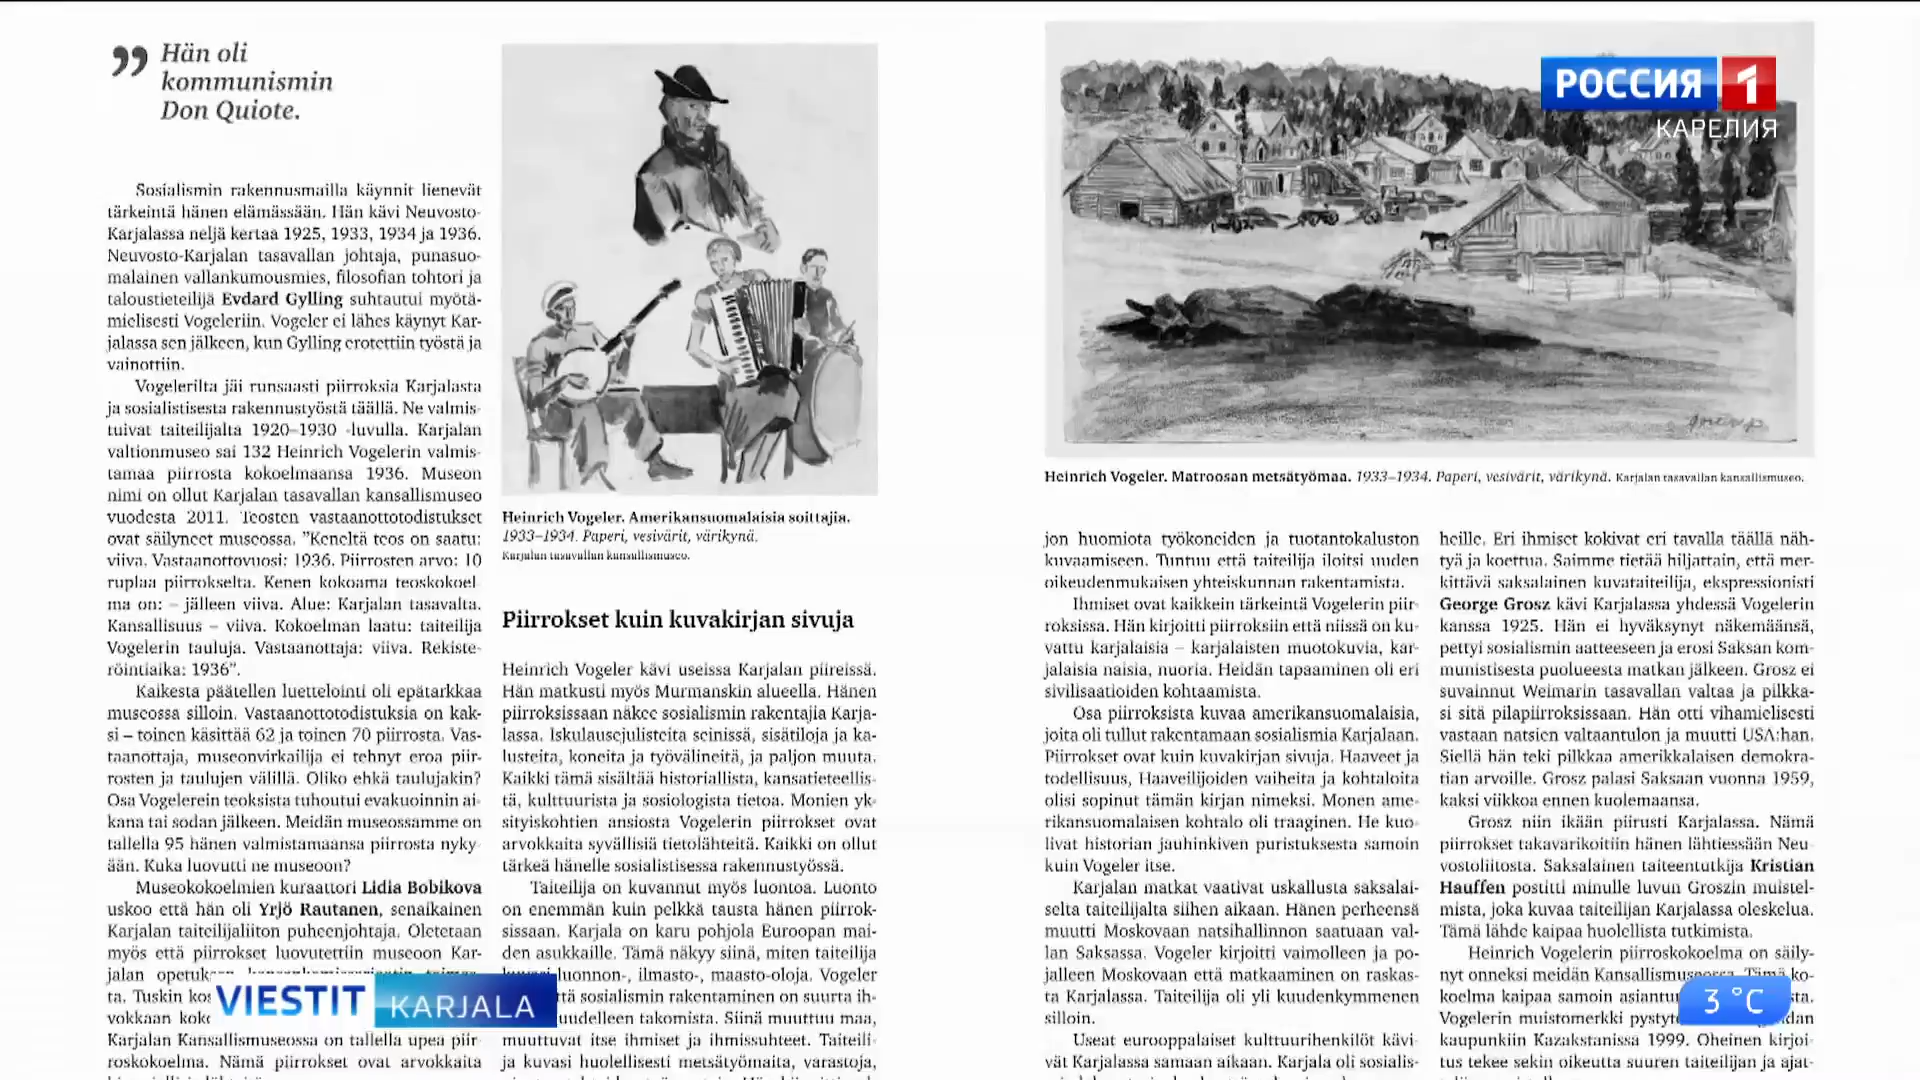 ” Hän oli
kommunismin
Don Quiote.
Sosialismin rakennusmailla käynnit lienevät
tärkeintä hänen elämässään. Hän kävi Neuvosto-
Karjalassa neljä kertaa 1925, 1933, 1934 ja 1936.
Neuvosto-Karjalan tasavallan johtaja, punasuo-
malainen vallankumousmies, filosofian tohtori ja
taloustieteilijä Evdard Gylling suhtautui myötä-
mielisesti Vogeleriin. Vogeler ei lähes käynyt Kar-
jalassa sen jälkeen, kun Gylling erotettiin työstä ja
vainottiin.
Vogelerilta jäi runsaasti piirroksia Karjalasta
ja sosialistisesta rakennustyöstä täällä. Ne valmis-
tuivat taiteilijalta 1920–1930 -luvulla. Karjalan
valtionmuseo sai 132 Heinrich Vogelerin valmis-
tamaa piirrosta kokoelmaansa 1936. Museon
nimi on ollut Karjalan tasavallan kansallismuseo
vuodesta 2011. Teosten vastaanottotodistukset
ovat säilyneet museossa. ”Keneltä teos on saatu:
viiva. Vastaanottovuosi: 1936. Piirrosten arvo: 10
ruplaa piirrokselta. Kenen kokoama teoskokoel-
ma on: – jälleen viiva. Alue: Karjalan tasavalta.
Kansallisuus – viiva. Kokoelman laatu: taiteilija
Vogelerin tauluja. Vastaanottaja: viiva. Rekiste-
röintiaika: 1936”.
Kaikesta päätellen luettelointi oli epätarkkaa
museossa silloin. Vastaanottotodistuksia on kak-
si – toinen käsittää 62 ja toinen 70 piirrosta. Vas-
taanottaja, museonvirkailija ei tehnyt eroa piir-
rosten ja taulujen välillä. Oliko ehkä taulujakin?
Osa Vogelerein teoksista tuhoutui evakuoinnin ai-
kana tai sodan jälkeen. Meidän museossamme on
tallella 95 hänen valmistamaansa piirrosta nyky-
ään. Kuka luovutti ne museoon?
Museokokoelmien kuraattori Lidia Bobikova
uskoo että hän oli Yrjö Rautanen, senaikainen
Karjalan taiteilijaliiton puheenjohtaja. Oletetaan
myös että piirrokset luovutettiin museoon Kar-
jalan
ta. Tuskin
vokkaan
Karjalan Kansallismuseossa on tallella upea piir-
roskokoelma. Nämä piirrokset ovat arvokkaita
Heinrich Vogeler. Amerikansuomalaisia soittajia.
1933–1934. Paperi, vesivärit, värikynä.
Karjalan tasavallan kansallismuseo.
Piirrokset kuin kuvakirjan sivuja
Heinrich Vogeler kävi useissa Karjalan piireissä.
Hän matkusti myös Murmanskin alueella. Hänen
piirroksissaan näkee sosialismin rakentajia Karja-
lassa. Iskulausejulisteita seinissä, sisätiloja ja ka-
lusteita, koneita ja työvälineitä, ja paljon muuta.
Kaikki tämä sisältää historiallista, kansatieteellis-
tä, kulttuurista ja sosiologista tietoa. Monien yk-
sityiskohtien ansiosta Vogelerin piirrokset ovat
arvokkaita syvällisiä tietolähteitä. Kaikki on ollut
tärkeä hänelle sosialistisessa rakennustyössä.
Taiteilija on kuvannut myös luontoa. Luonto
on enemmän kuin pelkkä tausta hänen piirrok-
sissaan. Karjala on karu pohjola Euroopan mai-
den asukkaille. Tämä näkyy siinä, miten taiteilija
kuvasi luonnon-, ilmasto-, maasto-oloja. Vogeler
sosialismin rakentaminen on suurta ih-
uudelleen takomista. Siinä muuttuu maa,
muuttuvat itse ihmiset ja ihmissuhteet. Taiteili-
ja kuvasi huolellisesti metsätyömaita, varastoja,
Heinrich Vogeler. Matroosan metsätyömaa. 1933–1934. Paperi, vesivärit, värikynä. Karjalan tasavallan kansallismuseo.
jon huomiota työkoneiden ja tuotantokaluston
kuvaamiseen. Tuntuu että taiteilija iloitsi uuden
oikeudenmukaisen yhteiskunnan rakentamista.
Ihmiset ovat kaikkein tärkeintä Vogelerin piir-
roksissa. Hän kirjoitti piirroksiin että niissä on ku-
vattu karjalaisia – karjalaisten muotokuvia, kar-
jalaisia naisia, nuoria. Heidän tapaaminen oli eri
sivilisaatioiden kohtaamista.
Osa piirroksista kuvaa amerikansuomalaisia,
joita oli tullut rakentamaan sosialismia Karjalaan.
Piirrokset ovat kuin kuvakirjan sivuja. Haaveet ja
todellisuus, Haaveilijoiden vaiheita ja kohtaloita
olisi sopinut tämän kirjan nimeksi. Monen ame-
rikansuomalaisen kohtalo oli traaginen. He kuo-
livat historian jauhinkiven puristuksesta samoin
kuin Vogeler itse.
Karjalan matkat vaativat uskallusta saksalai-
selta taiteilijalta siihen aikaan. Hänen perheensä
muutti Moskovaan natsihallinnon saatuaan val-
lan Saksassa. Vogeler kirjoitti vaimolleen ja po-
jalleen Moskovaan että matkaaminen on raskas-
ta Karjalassa. Taiteilija oli yli kuudenkymmenen
silloin.
Useat eurooppalaiset kulttuurihenkilöt kävi-
vät Karjalassa samaan aikaan. Karjala oli sosialis-
heille. Eri ihmiset kokivat eri tavalla täällä näh-
tyä ja koettua. Saimme tietää hiljattain, että mer-
kittävä saksalainen kuvataiteilija, ekspressionisti
George Grosz kävi Karjalassa yhdessä Vogelerin
kanssa 1925. Hän ei hyväksynyt näkemäänsä,
pettyi sosialismin aatteeseen ja erosi Saksan kom-
munistisesta puolueesta matkan jälkeen. Grosz ei
suvainnut Weimarin tasavallan valtaa ja pilkka-
si sitä pilapiirroksissaan. Hän otti vihamielisesti
vastaan natsien valtaantulon ja muutti USA:han.
Siellä hän teki pilkkaa amerikkalaisen demokra-
tian arvoille. Grosz palasi Saksaan vuonna 1959,
kaksi viikkoa ennen kuolemaansa.
Grosz niin ikään piirusti Karjalassa. Nämä
piirrokset takavarikoitiin hänen lähtiessään Neu-
vostoliitosta. Saksalainen taiteentutkija Kristian
Hauffen postitti minulle luvun Groszin muistel-
mista, joka kuvaa taiteilijan Karjalassa oleskelua.
Tämä lähde kaipaa huolellista tutkimista.
Heinrich Vogelerin piirroskokoelma on säily-
nyt onneksi meidän Kansallismuseossa. Tämä ko-
koelma kaipaa samoin
Vogelerin muistomerkki
kaupunkiin Kazakstanissä 1999. Oheinen kirjoi-
tus tekee sekin oikeutta suuren taiteilijan ja ajat-
РОССИЯ 1
КАРЕЛИЯ
VIESTIT KARJALA
3 °C